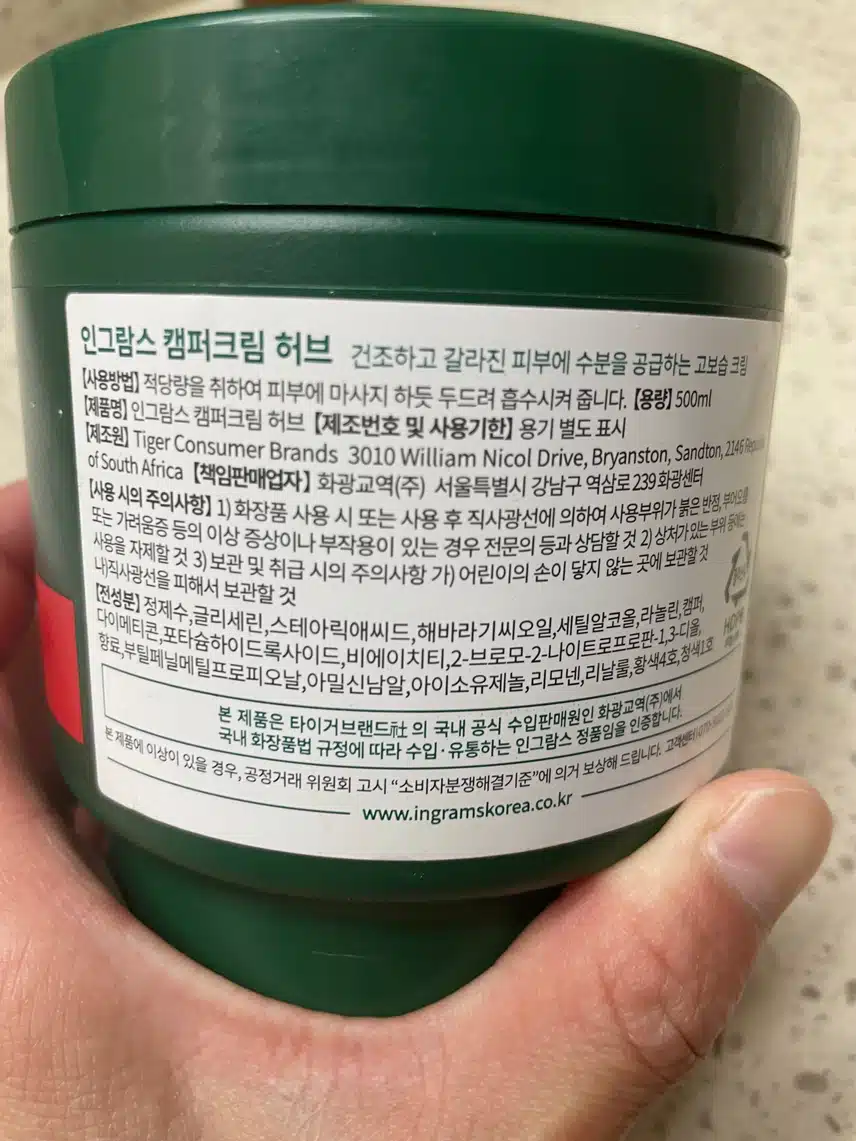 인그람스 캠퍼크림 허브 건조하고 갈라진 피부에 수분을 공급하는 고보습 크림
【사용방법】 적당량을 취하여 피부에 마사지 하듯 두드려 흡수시켜 줍니다. 【용량】 500ml
【제품명】 인그람스 캠퍼크림 허브 【제조번호 및 사용기한】 용기 별도 표시
【제조원】 Tiger Consumer Brands 3010 William Nicol Drive, Bryanston, Sandton, 2146
of South Africa 【책임판매업자】 화광교역(주) 서울특별시 강남구 역삼로 239 화광센터
【사용 시의 주의사항】 1) 화장품 사용 시 또는 사용 후 직사광선에 의하여 사용부위가 붉은 반점, 부어오름
또는 가려움증 등의 이상 증상이나 부작용이 있는 경우 전문의 등과 상담할 것 2) 상처가 있는 부위 등에는
사용을 자제할 것 3) 보관 및 취급 시의 주의사항 가) 어린이의 손이 닿지 않는 곳에 보관할 것
나)직사광선을 피해서 보관할 것
【전성분】 정제수,글리세린,스테아릭애씨드,해바라기씨오일,세틸알코올,라놀린,캠퍼,
다이메티콘,포타슘하이드록사이드,비에이치티,2-브로모-2-나이트로프로판-1,3-디올,
향료,부틸페닐메틸프로피오날,아밀신남알,아이소유제놀,리모넨,리날룰,황색4호,청색1호
HDPE
본 제품은 타이거브랜드社 의 국내 공식 수입판매원인 화광교역(주)에서
국내 화장품법 규정에 따라 수입·유통하는 인그람스 정품임을 인증합니다.
본 제품에 이상이 있을 경우, 공정거래 위원회 고시 “소비자분쟁해결기준”에 의거 보상해 드립니다. 고객센터
www.ingramskorea.co.kr